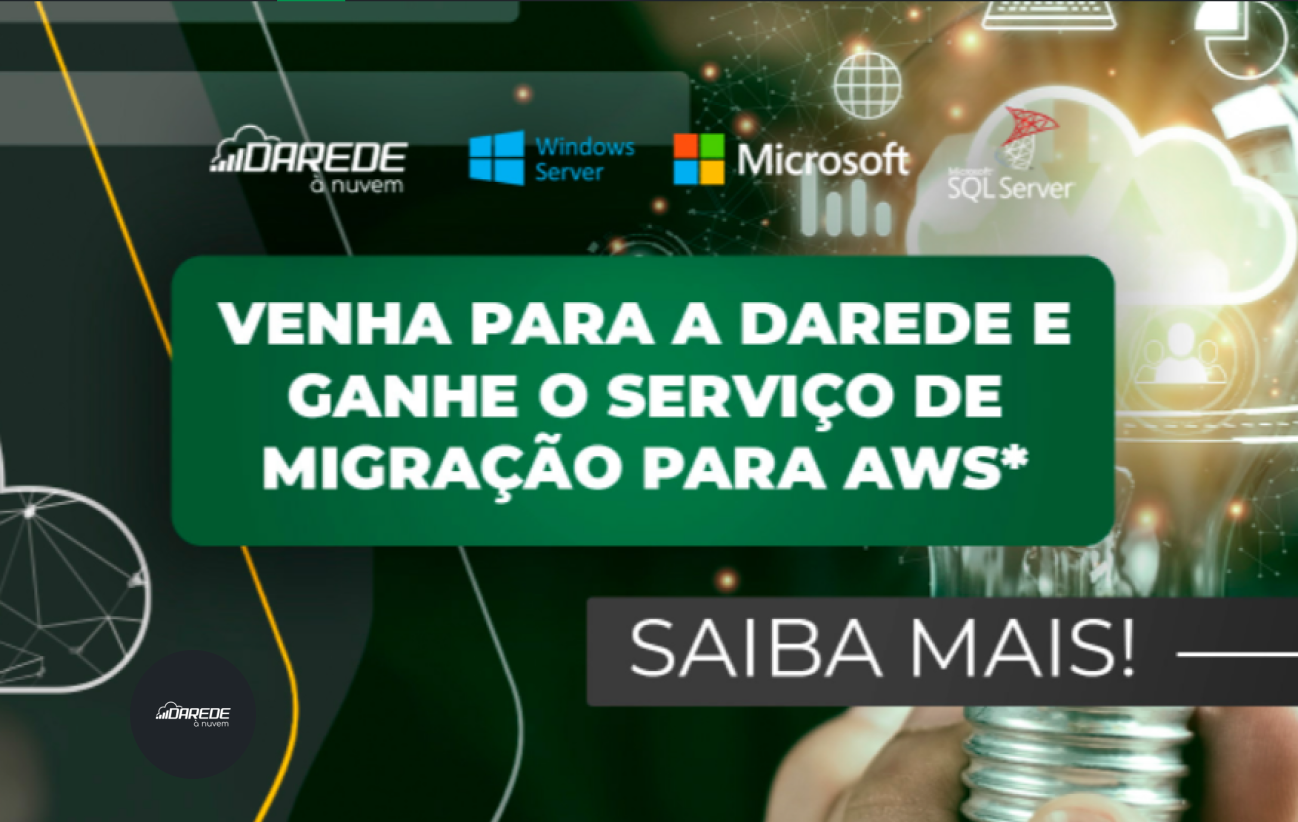 DAREDE
à nuvem
Windows
Server
Microsoft
Microsoft
SQL Server
VENHA PARA A DAREDE E
GANHE O SERVIÇO DE
MIGRAÇÃO PARA AWS*
SAIBA MAIS!
DAREDE
à nuvem